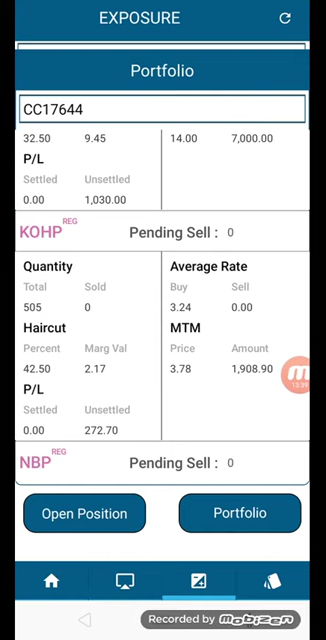 EXPOSURE
Portfolio
CC17644
32.50 9.45 14.00 7,000.00
P/L
Settled Unsettled
0.00 1,030.00
KOHP REG Pending Sell : 0
Quantity Average Rate
Total Sold Buy Sell
505 0 3.24 0.00
Haircut MTM
Percent Marg Val Price Amount
42.50 2.17 3.78 1,908.90
13:39
P/L
Settled Unsettled
0.00 272.70
NBP REG Pending Sell : 0
Open Position Portfolio
Recorded by mobizen